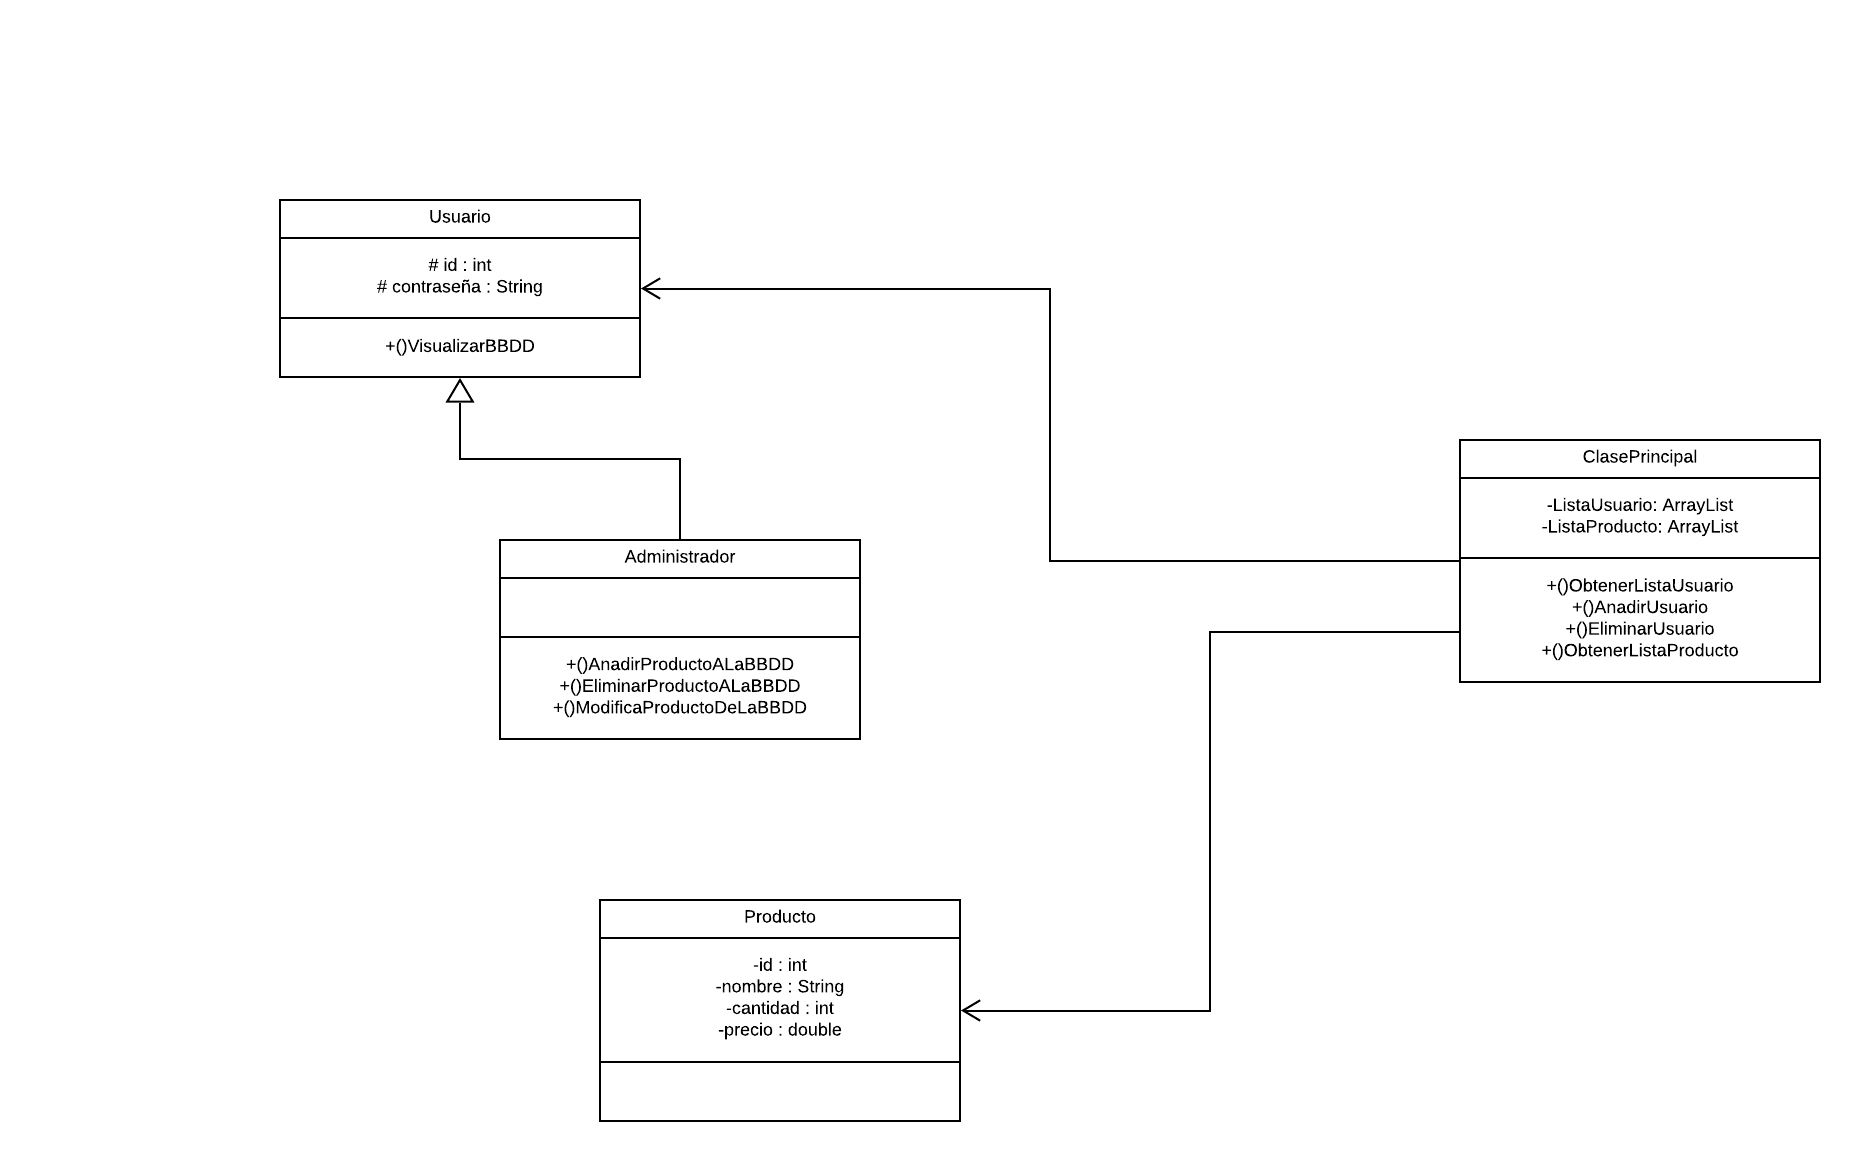 Usuario
# id : int
# contraseña : String
+()VisualizarBBDD
Administrador
+()AnadirProductoALaBBDD
+()EliminarProductoALaBBDD
+()ModificaProductoDeLaBBDD
ClasePrincipal
-ListaUsuario: ArrayList
-ListaProducto: ArrayList
+()ObtenerListaUsuario
+()AnadirUsuario
+()EliminarUsuario
+()ObtenerListaProducto
Producto
-id : int
-nombre : String
-cantidad : int
-precio : double